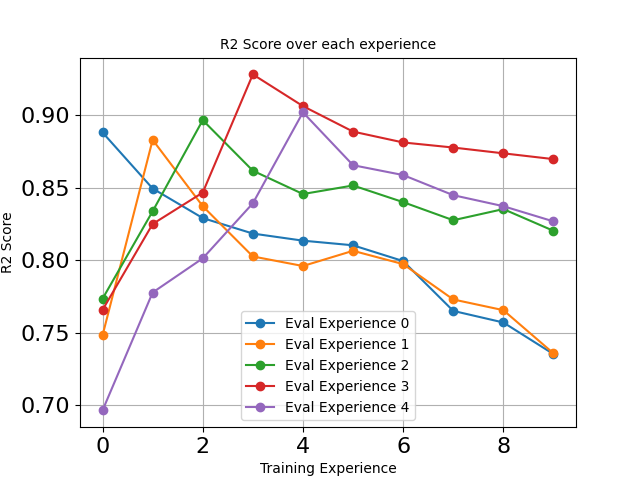 R2 Score over each experience
R2 Score
0.90
0.85
0.80
0.75
0.70
Eval Experience 0
Eval Experience 1
Eval Experience 2
Eval Experience 3
Eval Experience 4
0 2 4 6 8
Training Experience